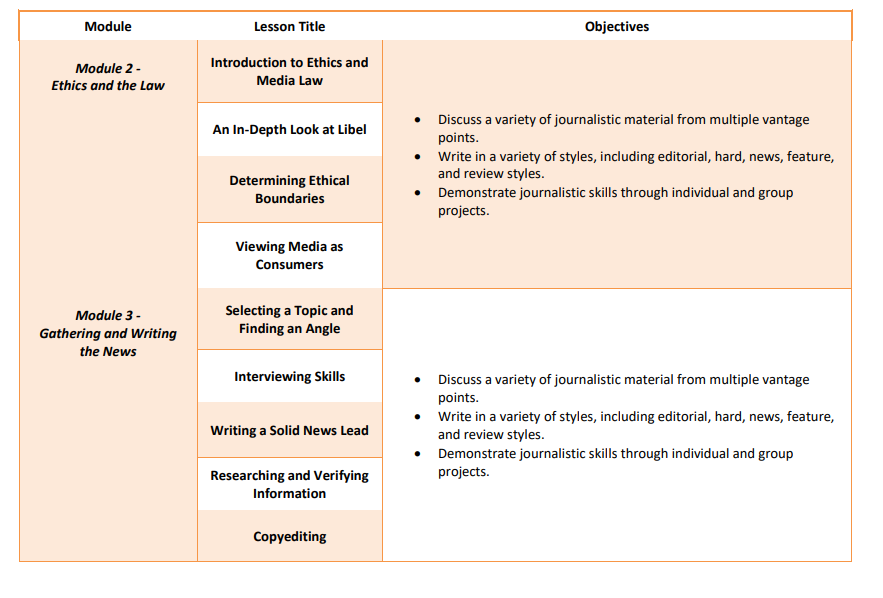 Module
Lesson Title
Objectives
Module 2 -
Ethics and the Law
Introduction to Ethics and
Media Law
An In-Depth Look at Libel
Determining Ethical
Boundaries
Viewing Media as
Consumers
• Discuss a variety of journalistic material from multiple vantage
points.
• Write in a variety of styles, including editorial, hard, news, feature,
and review styles.
• Demonstrate journalistic skills through individual and group
projects.
Module 3 -
Gathering and Writing
the News
Selecting a Topic and
Finding an Angle
Interviewing Skills
Writing a Solid News Lead
Researching and Verifying
Information
Copyediting
• Discuss a variety of journalistic material from multiple vantage
points.
• Write in a variety of styles, including editorial, hard, news, feature,
and review styles.
• Demonstrate journalistic skills through individual and group
projects.